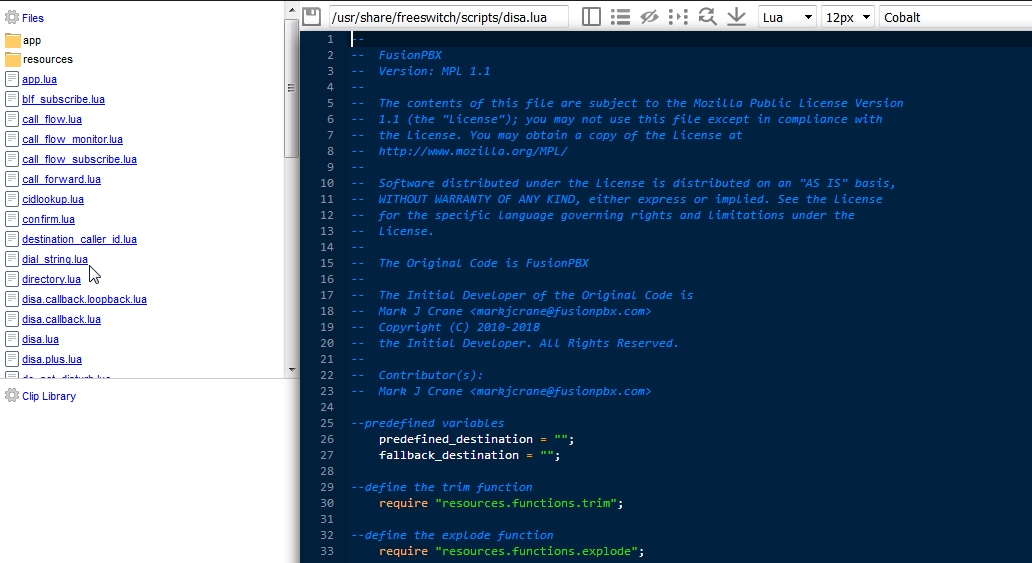 Files
app
resources
app.lua
blf_subscribe.lua
call_flow.lua
call_flow_monitor.lua
call_flow_subscribe.lua
call_forward.lua
cidlookup.lua
confirm.lua
destination_caller_id.lua
dial_string.lua
directory.lua
disa.callback.loopback.lua
disa.callback.lua
disa.lua
disa.plus.lua
Clip Library
/usr/share/freeswitch/scripts/disa.lua
Lua
12px
Cobalt
1 --
2 -- FusionPBX
3 -- Version: MPL 1.1
4 --
5 -- The contents of this file are subject to the Mozilla Public License Version
6 -- 1.1 (the "License"); you may not use this file except in compliance with
7 -- the License. You may obtain a copy of the License at
8 -- http://www.mozilla.org/MPL/
9 --
10 -- Software distributed under the License is distributed on an "AS IS" basis,
11 -- WITHOUT WARRANTY OF ANY KIND, either express or implied. See the License
12 -- for the specific language governing rights and limitations under the
13 -- License.
14 --
15 -- The Original Code is FusionPBX
16 --
17 -- The Initial Developer of the Original Code is
18 -- Mark J Crane <markjcrane@fusionpbx.com>
19 -- Copyright (C) 2010-2018
20 -- the Initial Developer. All Rights Reserved.
21 --
22 -- Contributor(s):
23 -- Mark J Crane <markjcrane@fusionpbx.com>
24
25 --predefined variables
26 predefined_destination = "";
27 fallback_destination = "";
28
29 --define the trim function
30 require "resources.functions.trim";
31
32 --define the explode function
33 require "resources.functions.explode";